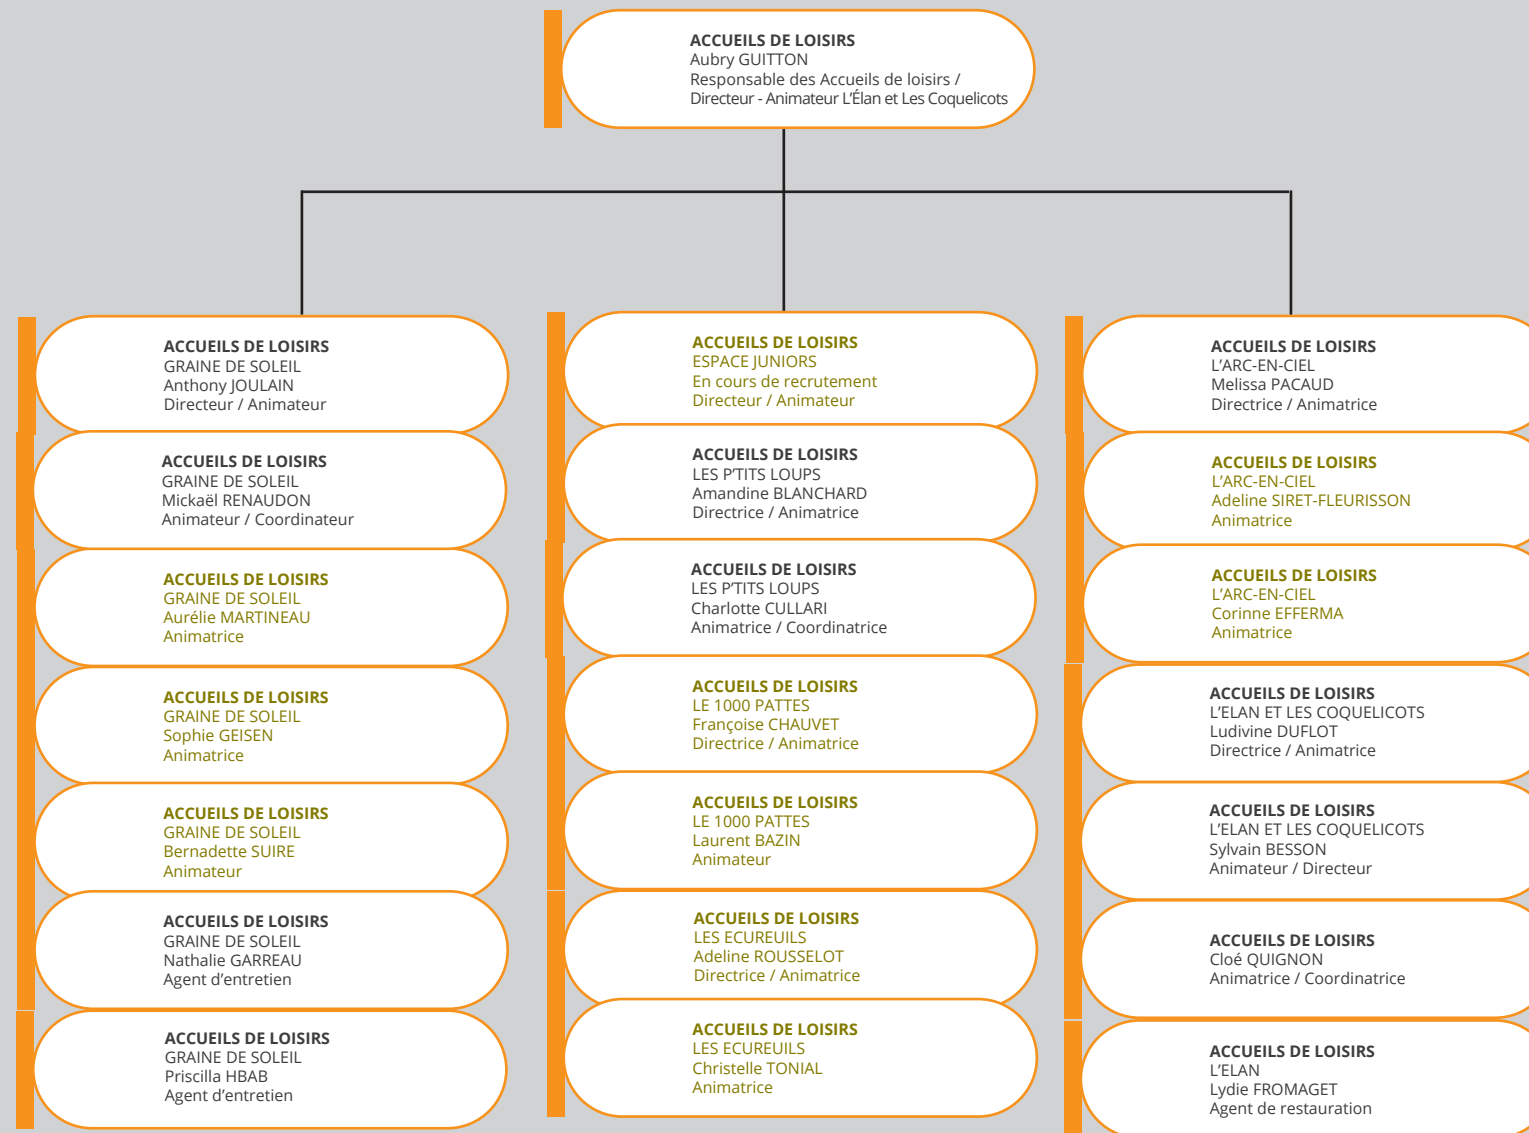 ACCUEILS DE LOISIRS
Aubry GUITTON
Responsable des Accueils de loisirs /
Directeur - Animateur L'Élan et Les Coquelicots
ACCUEILS DE LOISIRS
GRAINE DE SOLEIL
Anthony JOULAIN
Directeur / Animateur
ACCUEILS DE LOISIRS
GRAINE DE SOLEIL
Mickaël RENAUDON
Animateur / Coordinateur
ACCUEILS DE LOISIRS
GRAINE DE SOLEIL
Aurélie MARTINEAU
Animatrice
ACCUEILS DE LOISIRS
GRAINE DE SOLEIL
Sophie GEISEN
Animatrice
ACCUEILS DE LOISIRS
GRAINE DE SOLEIL
Bernadette SUIRE
Animateur
ACCUEILS DE LOISIRS
GRAINE DE SOLEIL
Nathalie GARREAU
Agent d'entretien
ACCUEILS DE LOISIRS
GRAINE DE SOLEIL
Priscilla HBAB
Agent d'entretien
ACCUEILS DE LOISIRS
ESPACE JUNIORS
En cours de recrutement
Directeur / Animateur
ACCUEILS DE LOISIRS
LES P'TITS LOUPS
Amandine BLANCHARD
Directrice / Animatrice
ACCUEILS DE LOISIRS
LES P'TITS LOUPS
Charlotte CULLARI
Animatrice / Coordinatrice
ACCUEILS DE LOISIRS
LE 1000 PATTES
Françoise CHAUVET
Directrice / Animatrice
ACCUEILS DE LOISIRS
LE 1000 PATTES
Laurent BAZIN
Animateur
ACCUEILS DE LOISIRS
LES ECUREUILS
Adeline ROUSSELOT
Directrice / Animatrice
ACCUEILS DE LOISIRS
LES ECUREUILS
Christelle TONIAL
Animatrice
ACCUEILS DE LOISIRS
L'ARC-EN-CIEL
Melissa PACAUD
Directrice / Animatrice
ACCUEILS DE LOISIRS
L'ARC-EN-CIEL
Adeline SIRET-FLEURISSON
Animatrice
ACCUEILS DE LOISIRS
L'ARC-EN-CIEL
Corinne EFFERMA
Animatrice
ACCUEILS DE LOISIRS
L'ELAN ET LES COQUELICOTS
Ludivine DUFLOT
Directrice / Animatrice
ACCUEILS DE LOISIRS
L'ELAN ET LES COQUELICOTS
Sylvain BESSON
Animateur / Directeur
ACCUEILS DE LOISIRS
Cloé QUIGNON
Animatrice / Coordinatrice
ACCUEILS DE LOISIRS
L'ELAN
Lydie FROMAGET
Agent de restauration